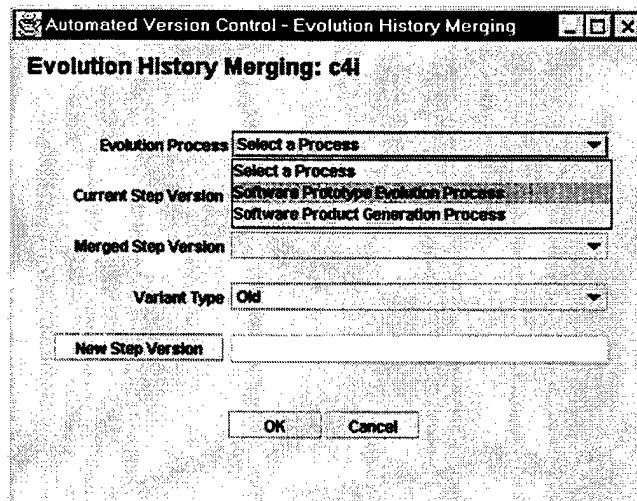 Automated Version Control - Evolution History Merging
Evolution History Merging: c4i
Evolution Process Select a Process
Select a Process
Current Step Version Software Prototype Evolution Process
Software Product Generation Process
Merged Step Version
Variant Type Old
New Step Version
OK Cancel